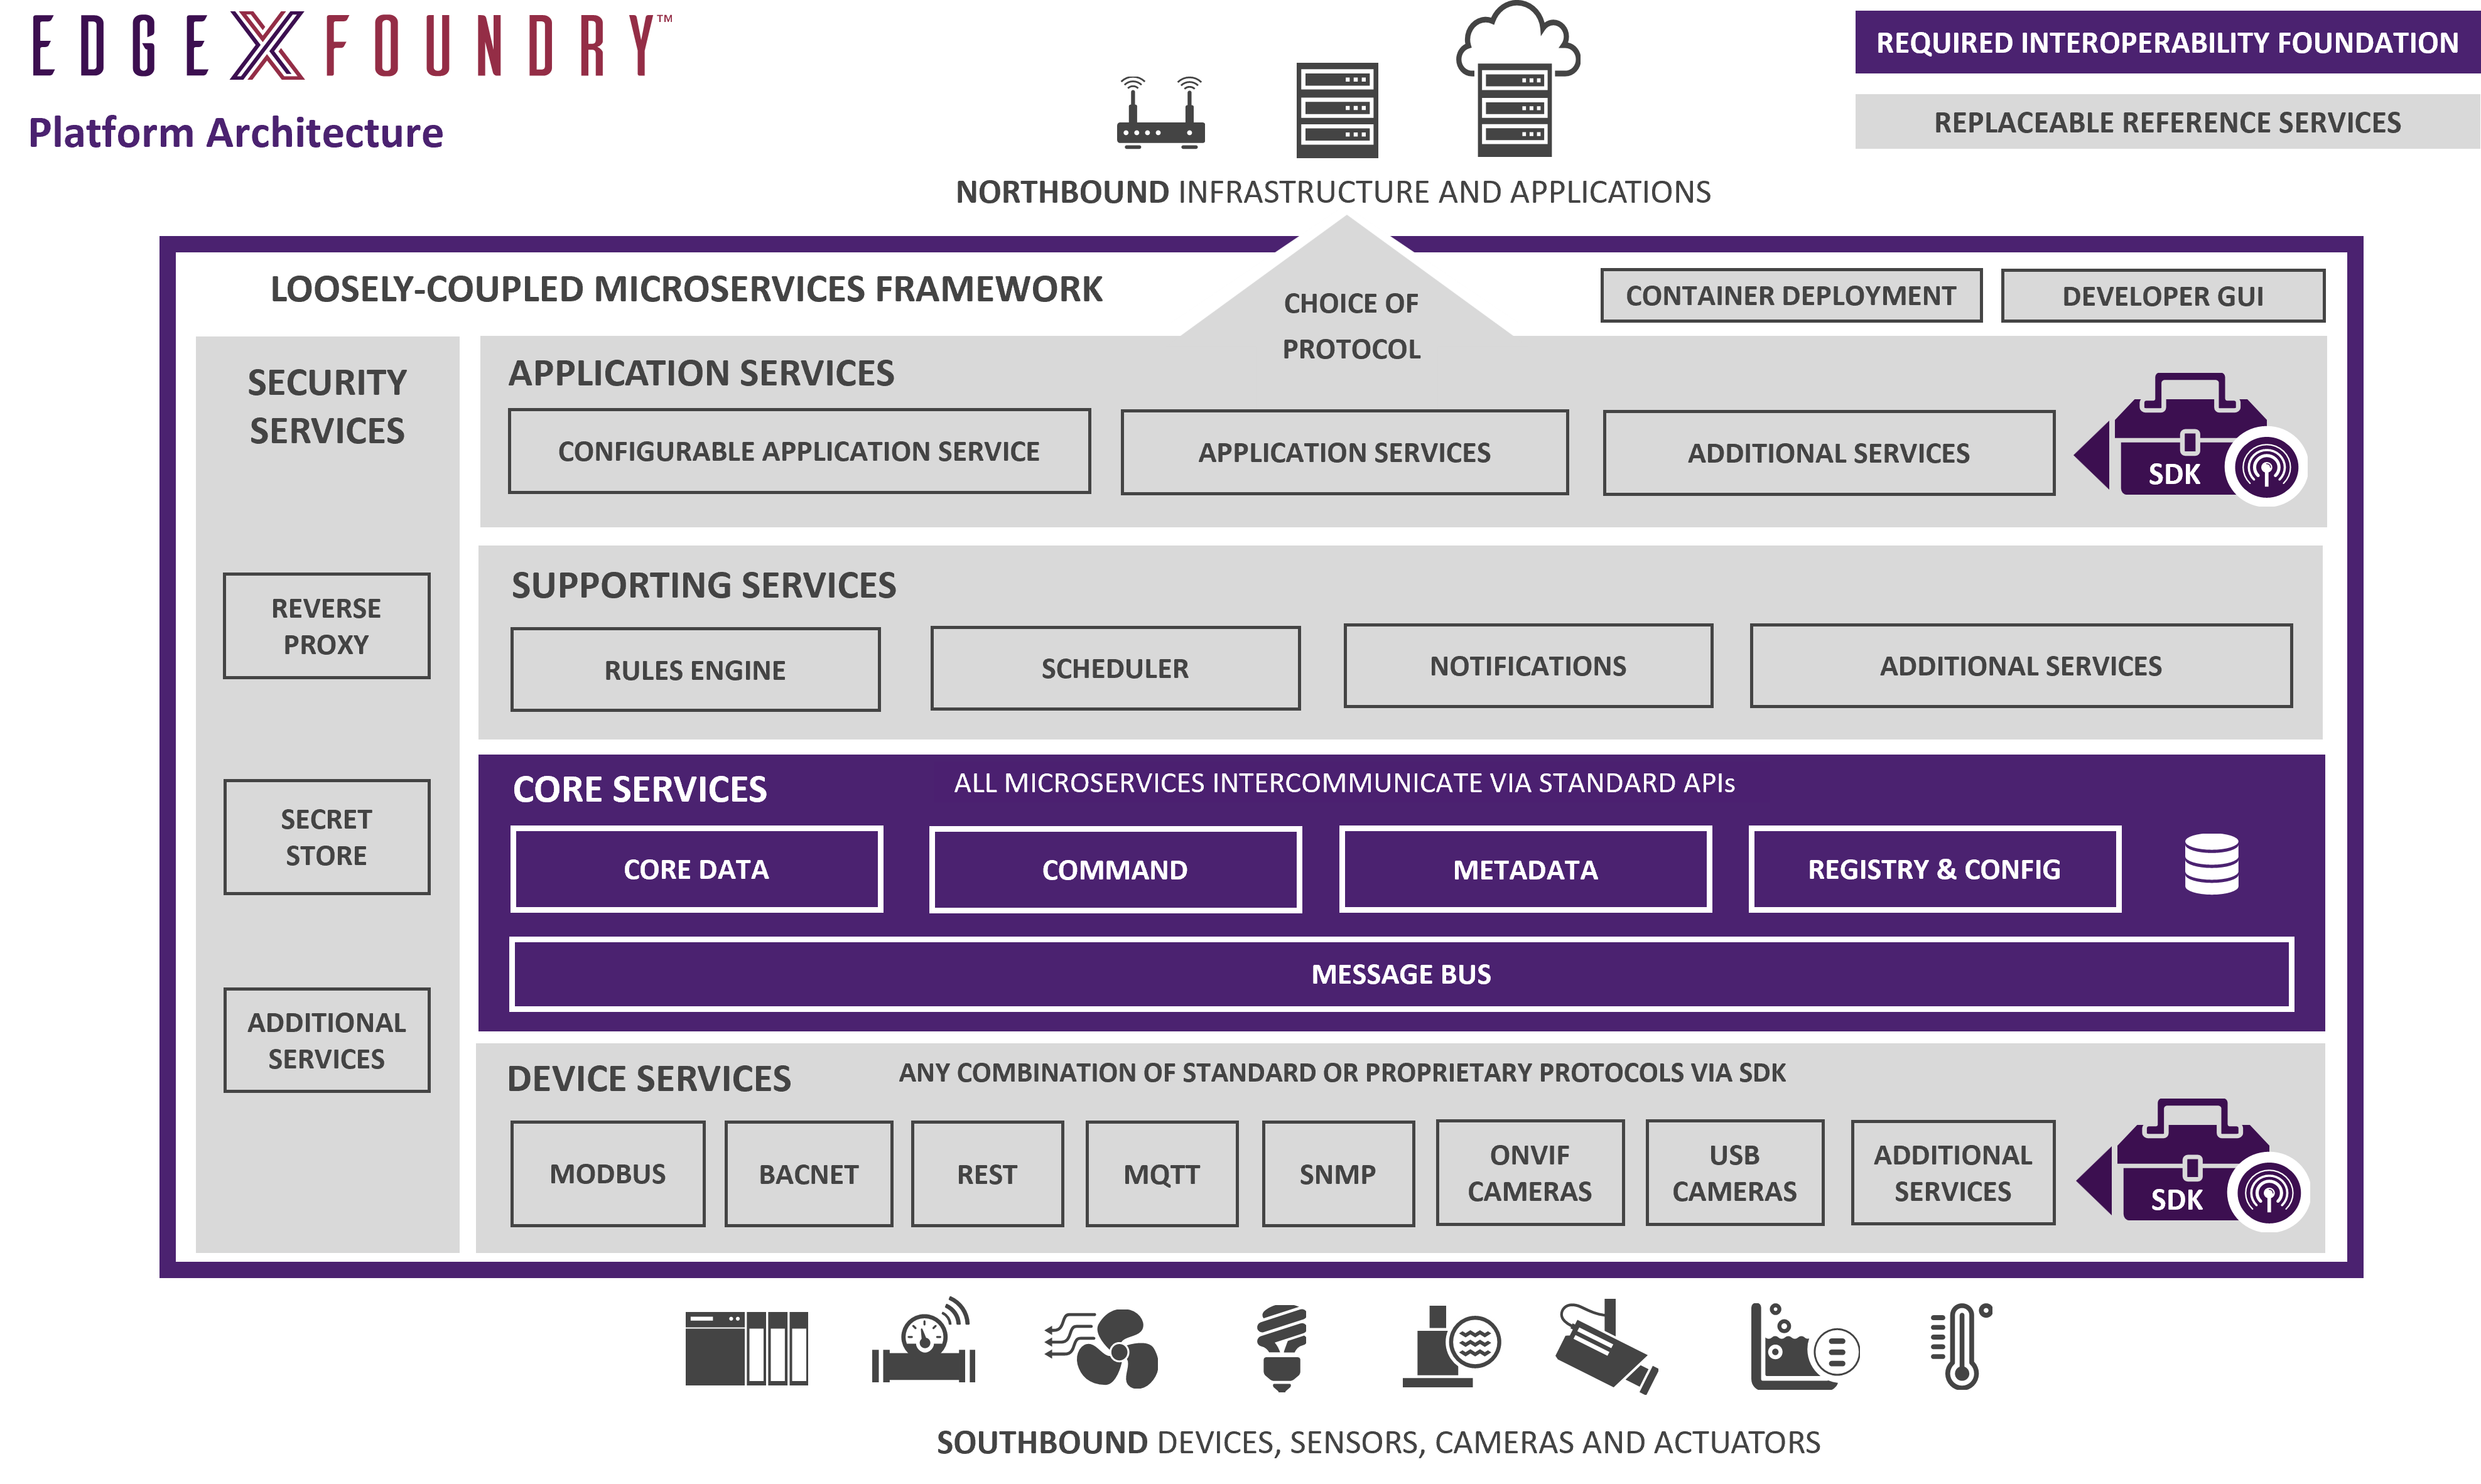 EDGE X FOUNDRY™
Platform Architecture
REQUIRED INTEROPERABILITY FOUNDATION
REPLACEABLE REFERENCE SERVICES
NORTHBOUND INFRASTRUCTURE AND APPLICATIONS
LOOSELY-COUPLED MICROSERVICES FRAMEWORK
CHOICE OF
PROTOCOL
CONTAINER DEPLOYMENT
DEVELOPER GUI
SECURITY
SERVICES
REVERSE
PROXY
SECRET
STORE
ADDITIONAL
SERVICES
APPLICATION SERVICES
CONFIGURABLE APPLICATION SERVICE
APPLICATION SERVICES
ADDITIONAL SERVICES
SDK
SUPPORTING SERVICES
RULES ENGINE
SCHEDULER
NOTIFICATIONS
ADDITIONAL SERVICES
CORE SERVICES
ALL MICROSERVICES INTERCOMMUNICATE VIA STANDARD APIs
CORE DATA
COMMAND
METADATA
REGISTRY & CONFIG
MESSAGE BUS
DEVICE SERVICES
ANY COMBINATION OF STANDARD OR PROPRIETARY PROTOCOLS VIA SDK
MODBUS
BACNET
REST
MQTT
SNMP
ONVIF
CAMERAS
USB
CAMERAS
ADDITIONAL
SERVICES
SDK
SOUTHBOUND DEVICES, SENSORS, CAMERAS AND ACTUATORS